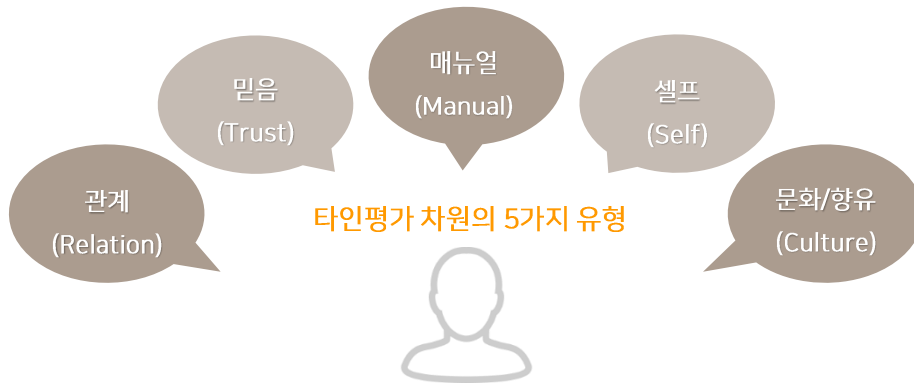 관계
(Relation)
믿음
(Trust)
매뉴얼
(Manual)
셀프
(Self)
문화/향유
(Culture)
타인평가 차원의 5가지 유형